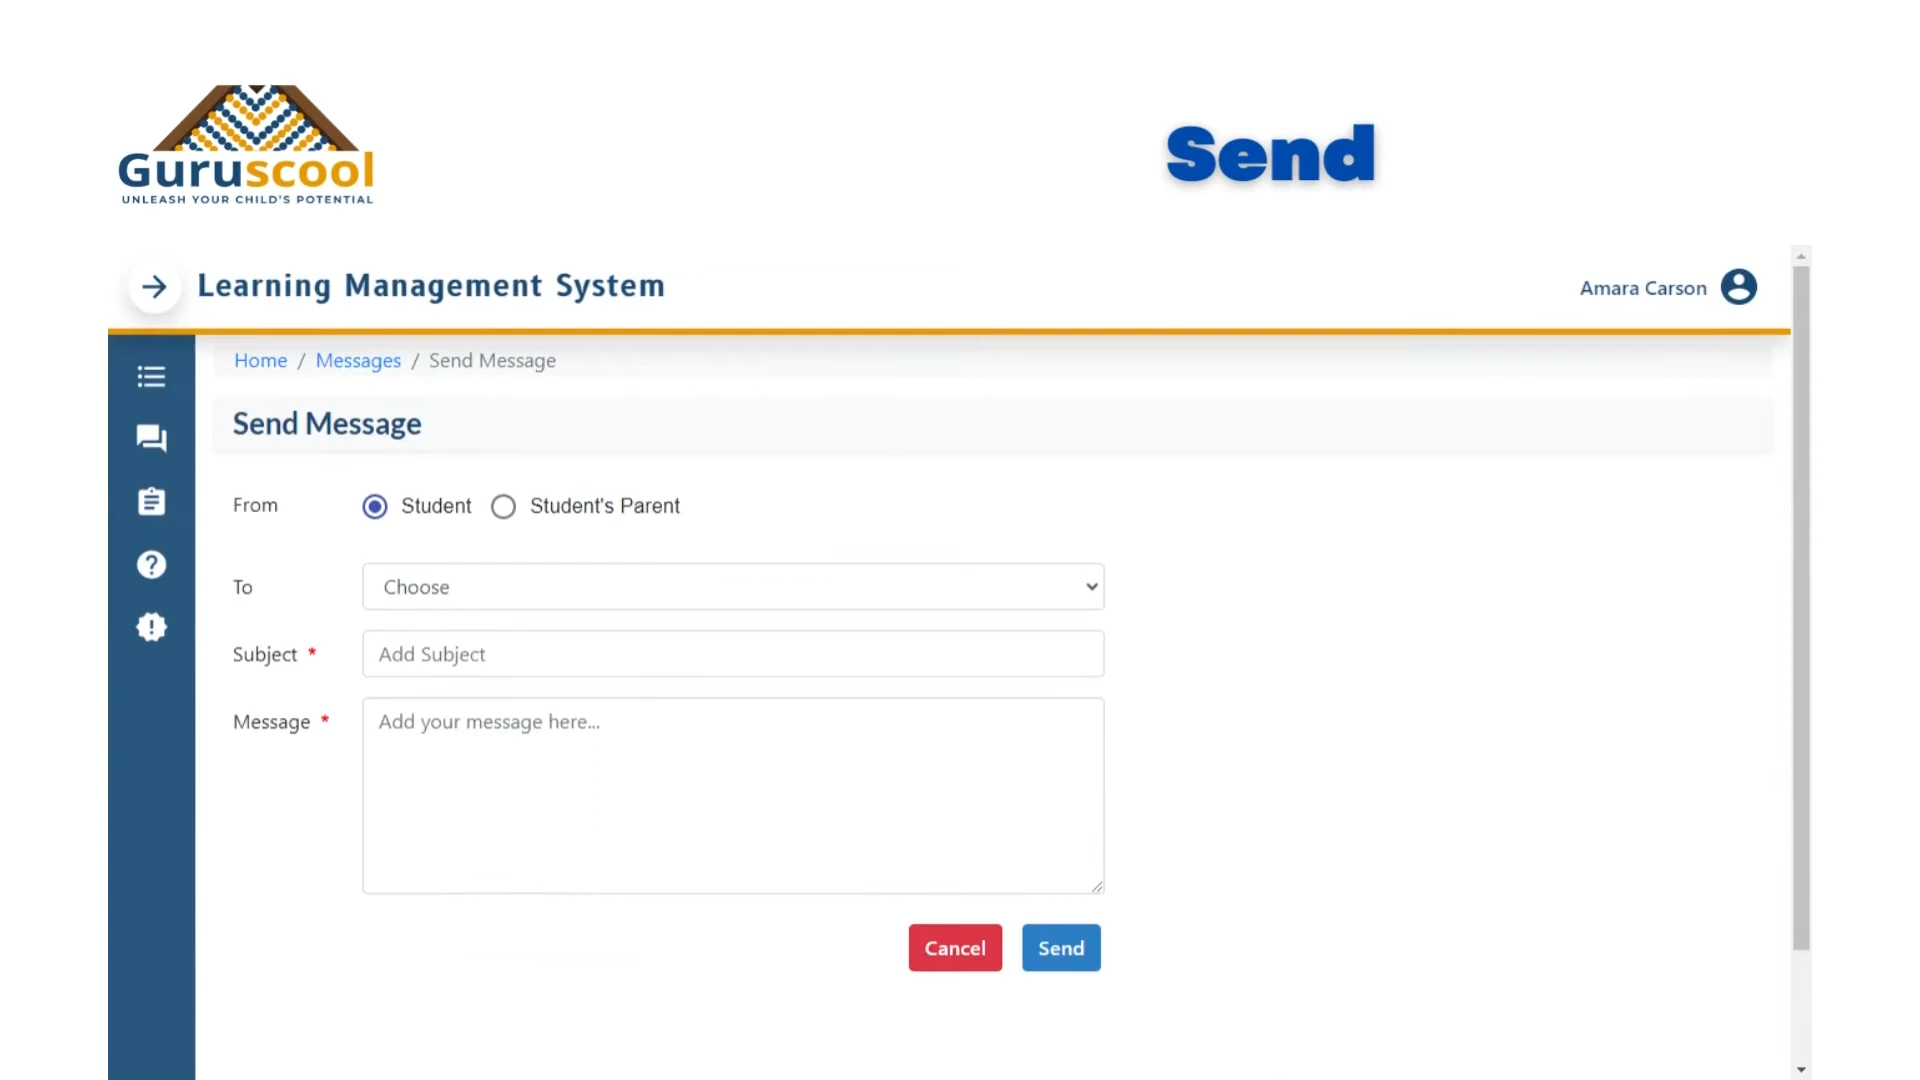 Guruscool
UNLEASH YOUR CHILD'S POTENTIAL
Send
Learning Management System
Amara Carson
Home / Messages / Send Message
Send Message
From Student Student's Parent
To Choose
Subject * Add Subject
Message * Add your message here...
Cancel Send